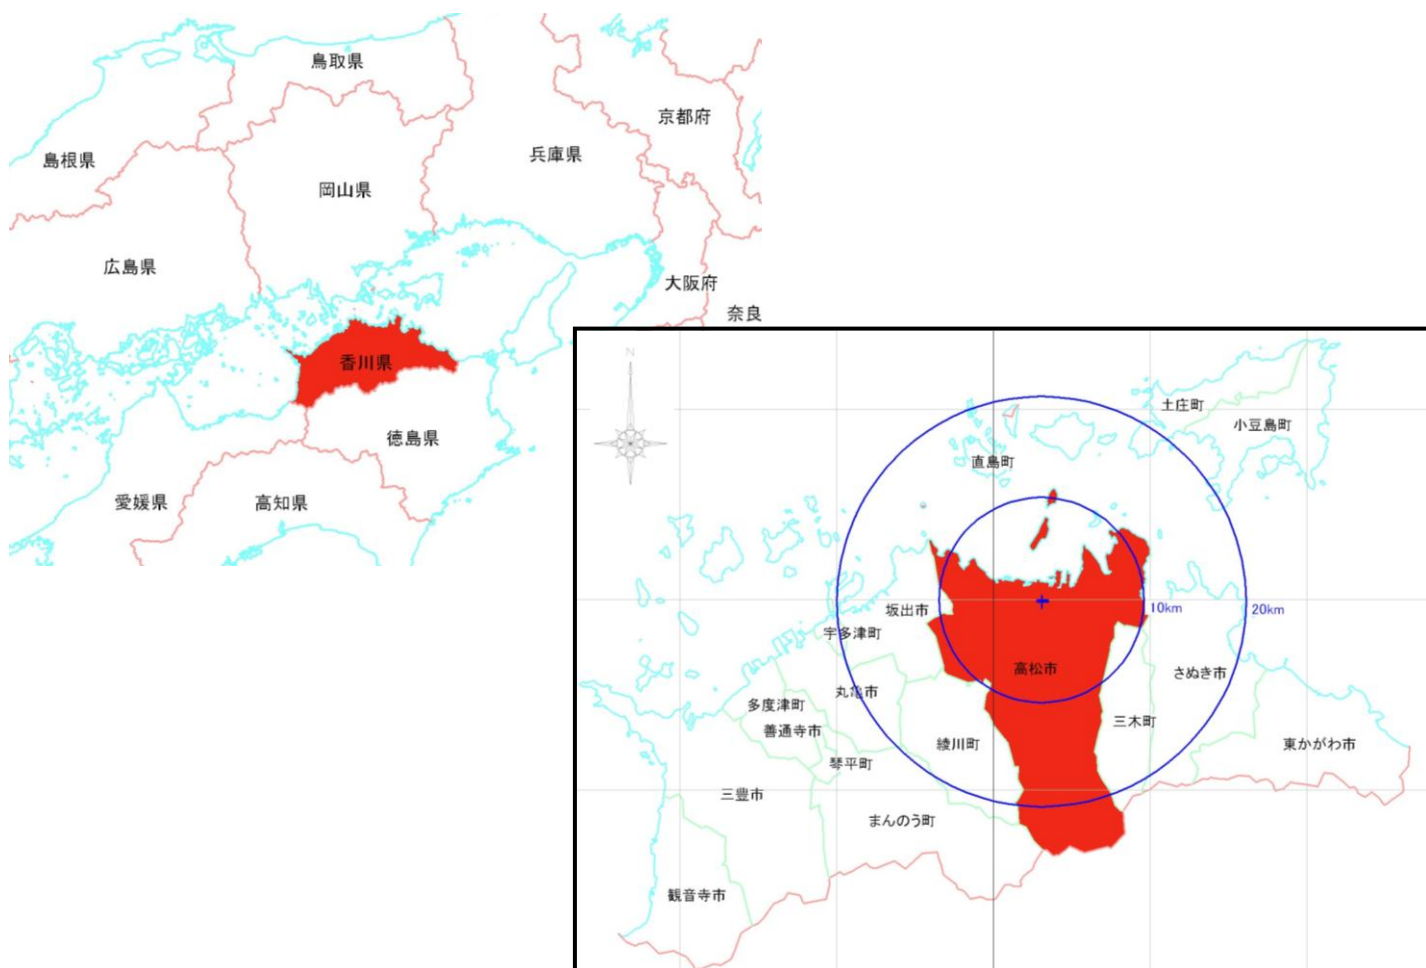 鳥取県
京都府
島根県
兵庫県
岡山県
広島県
大阪府
奈良
香川県
徳島県
愛媛県
高知県
N
土庄町
小豆島町
直島町
坂出市
10km
20km
宇多津町
高松市
さぬき市
丸亀市
多度津町
三木町
善通寺市
綾川町
東かがわ市
琴平町
三豊市
まんのう町
観音寺市